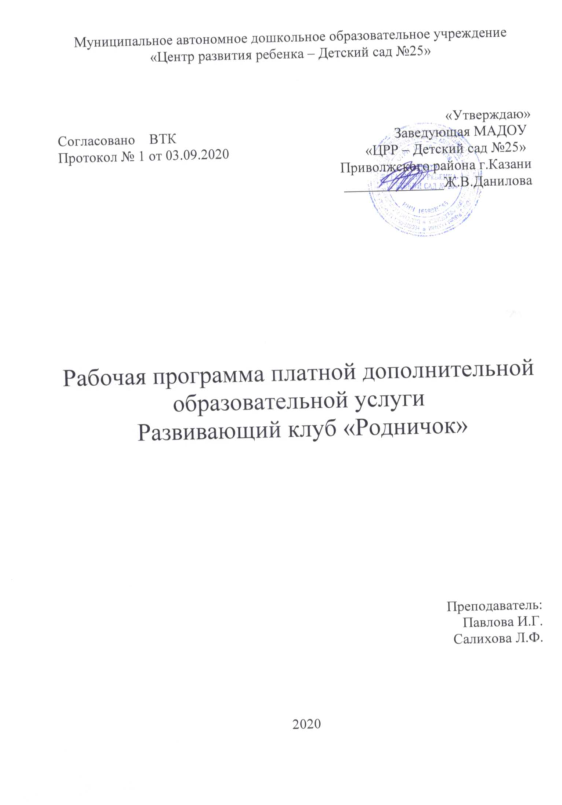 Муниципальное автономное дошкольное образовательное учреждение
«Центр развития ребенка – Детский сад №25»
«Утверждаю»
Согласовано ВТК
Заведующая МАДОУ
Протокол № 1 от 03.09.2020
«ЦРР – Детский сад №25»
Приволжского района г.Казани
Ж.В.Данилова
Рабочая программа платной дополнительной
образовательной услуги
Развивающий клуб «Родничок»
Преподаватель:
Павлова И.Г.
Салихова Л.Ф.
2020